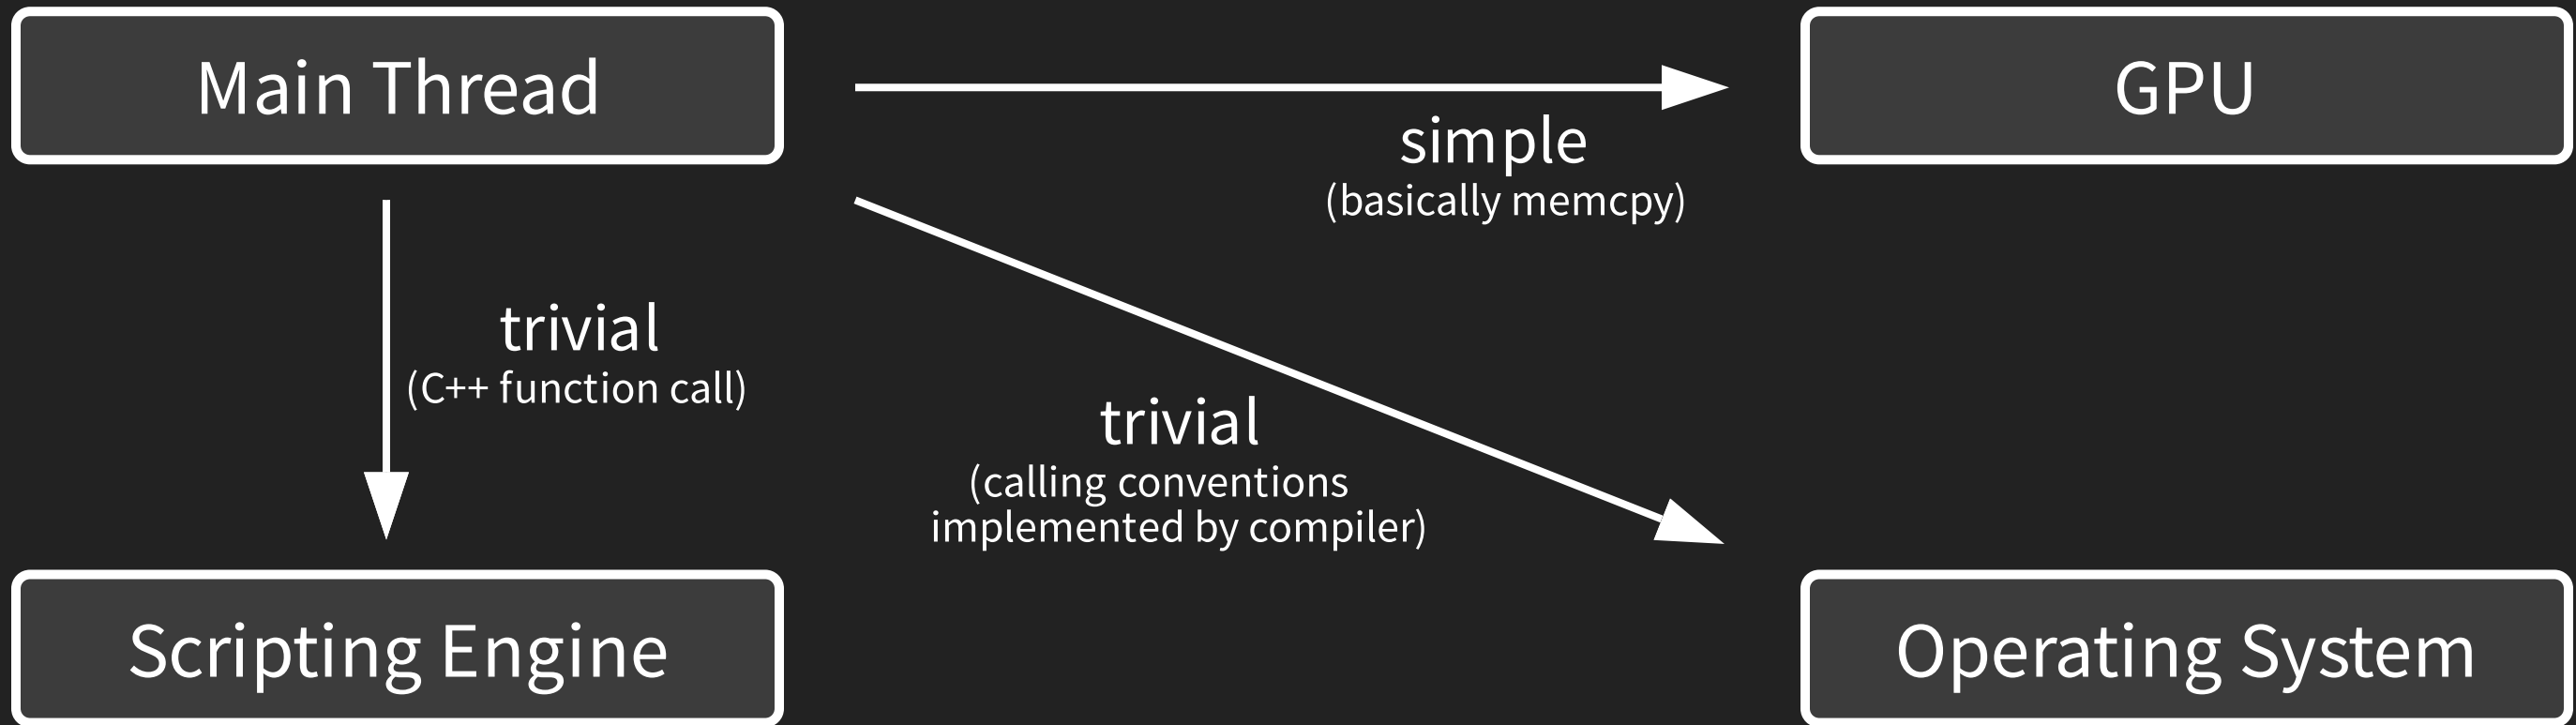 Main Thread
GPU
simple
(basically memcpy)
trivial
(C++ function call)
trivial
(calling conventions
implemented by compiler)
Scripting Engine
Operating System